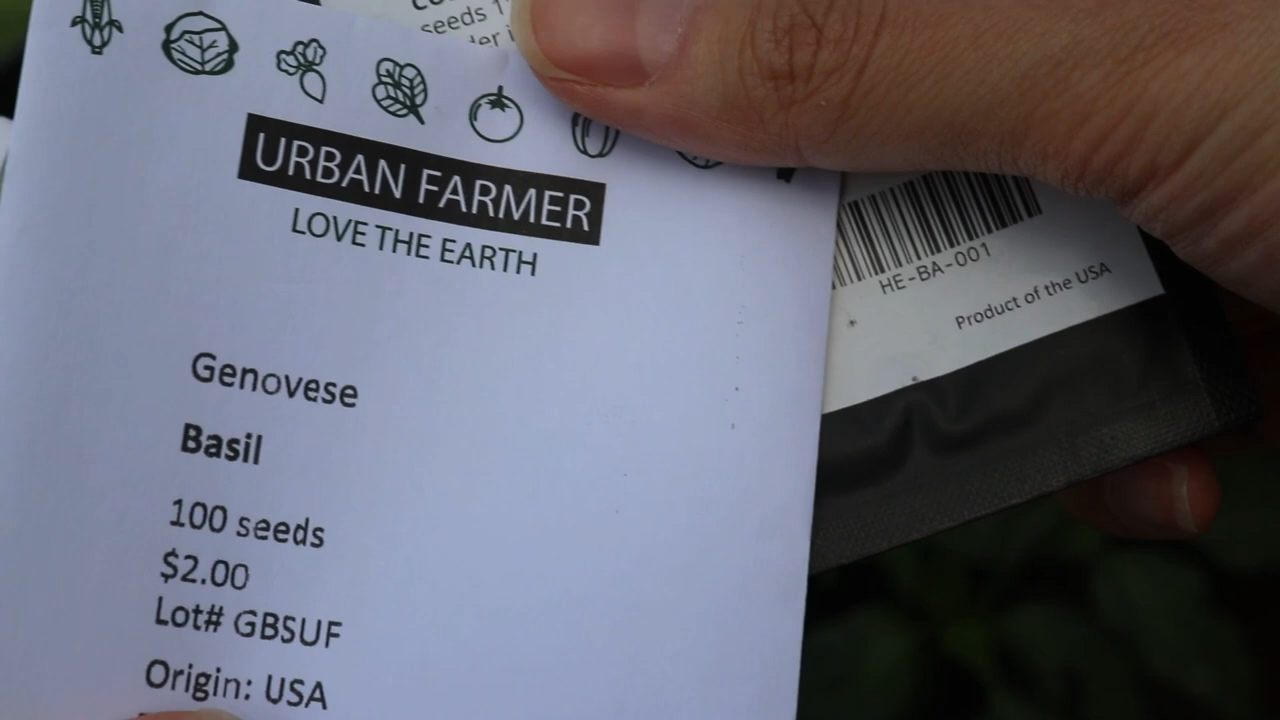 seeds
URBAN FARMER
LOVE THE EARTH
HE-BA-001
Product of the USA
Genovese
Basil
100 seeds
$2.00
Lot# GBSUF
Origin: USA